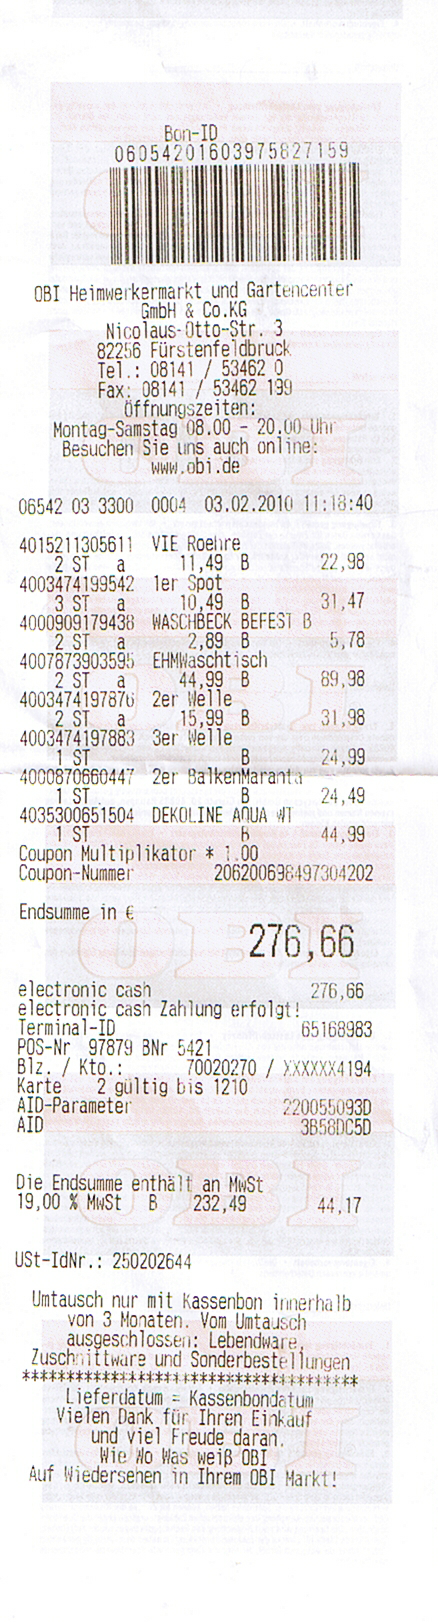 Bon-ID
06054201603975827159
OBI Heimwerkermarkt und Gartencenter
GmbH & Co.KG
Nicolaus-Otto-Str. 3
82256 Fürstenfeldbruck
Tel.: 08141 / 53462 0
Fax: 08141 / 53462 199
Öffnungszeiten:
Montag-Samstag 08.00 - 20.00 Uhr
Besuchen Sie uns auch online:
www.obi.de
06542 03 3300 0004 03.02.2010 11:18:40
4015211305611 VIE Roehre
2 ST a 11,49 B 22,98
4003474199542 1er Spot
3 ST a 10,49 B 31,47
4000909179438 WASCHBECK BEFEST B
2 ST a 2,89 B 5,78
4007873903595 EHMWaschtisch
2 ST a 44,99 B 89,98
4003474197876 2er Welle
2 ST a 15,99 B 31,98
4003474197883 3er Welle
1 ST B 24,99
4000870660447 2er BalkenMaranta
1 ST B 24,49
4035300651504 DEKOLINE AQUA WT
1 ST B 44,99
Coupon Multiplikator * 1.00
Coupon-Nummer 206200698497304202
Endsumme in €
276,66
electronic cash 276,66
electronic cash Zahlung erfolgt!
Terminal-ID 65168983
POS-Nr 97879 BNr 5421
Blz. / Kto.: 70020270 / XXXXXX4194
Karte 2 gültig bis 1210
AID-Parameter 220055093D
AID 3B58DC5D
Die Endsumme enthält an MwSt
19,00 % MwSt B 232,49 44,17
USt-IdNr.: 250202644
Umtausch nur mit Kassenbon innerhalb
von 3 Monaten. Vom Umtausch
ausgeschlossen: Lebendware,
Zuschnittware und Sonderbestellungen
**************************************
Lieferdatum = Kassenbondatum
Vielen Dank für Ihren Einkauf
und viel Freude daran.
Wie Wo Was weiß OBI
Auf Wiedersehen in Ihrem OBI Markt!